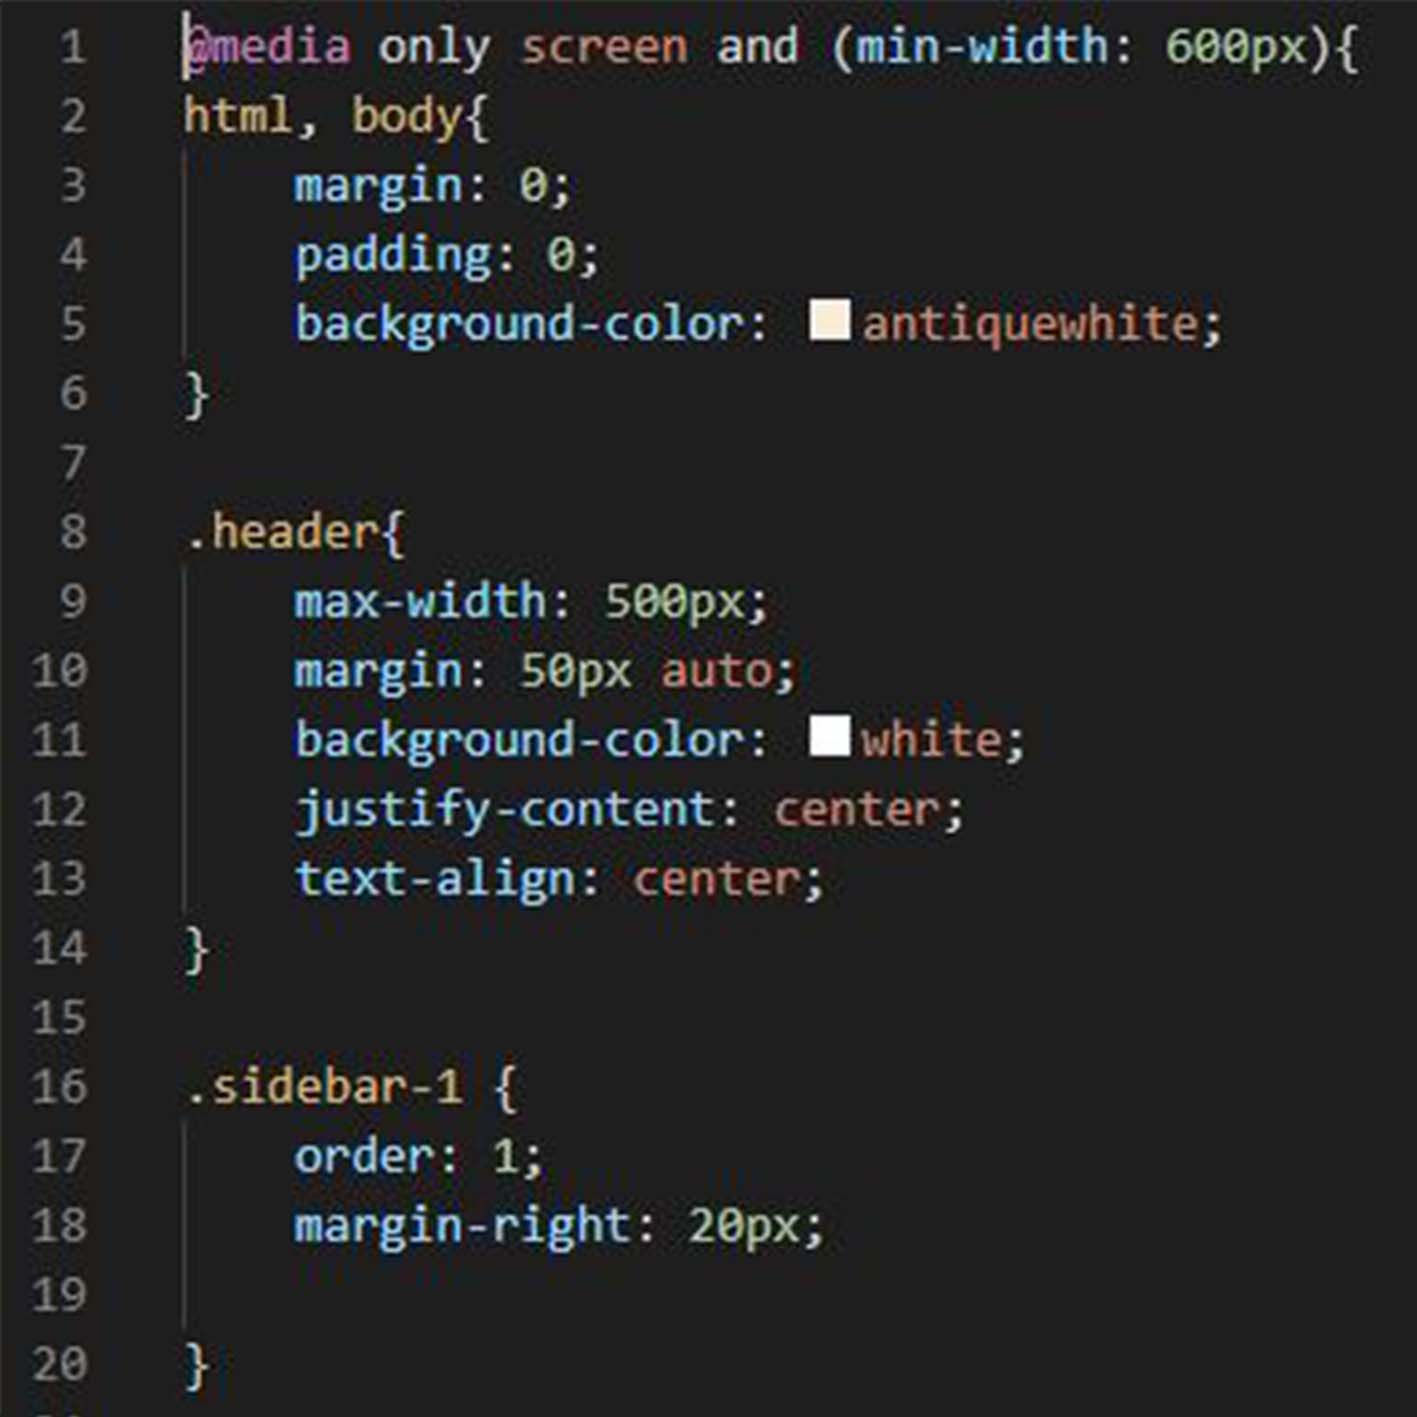 1 @media only screen and (min-width: 600px){
2 html, body{
3 margin: 0;
4 padding: 0;
5 background-color: antiquewhite;
6 }
7
8 .header{
9 max-width: 500px;
10 margin: 50px auto;
11 background-color: white;
12 justify-content: center;
13 text-align: center;
14 }
15
16 .sidebar-1 {
17 order: 1;
18 margin-right: 20px;
19
20 }